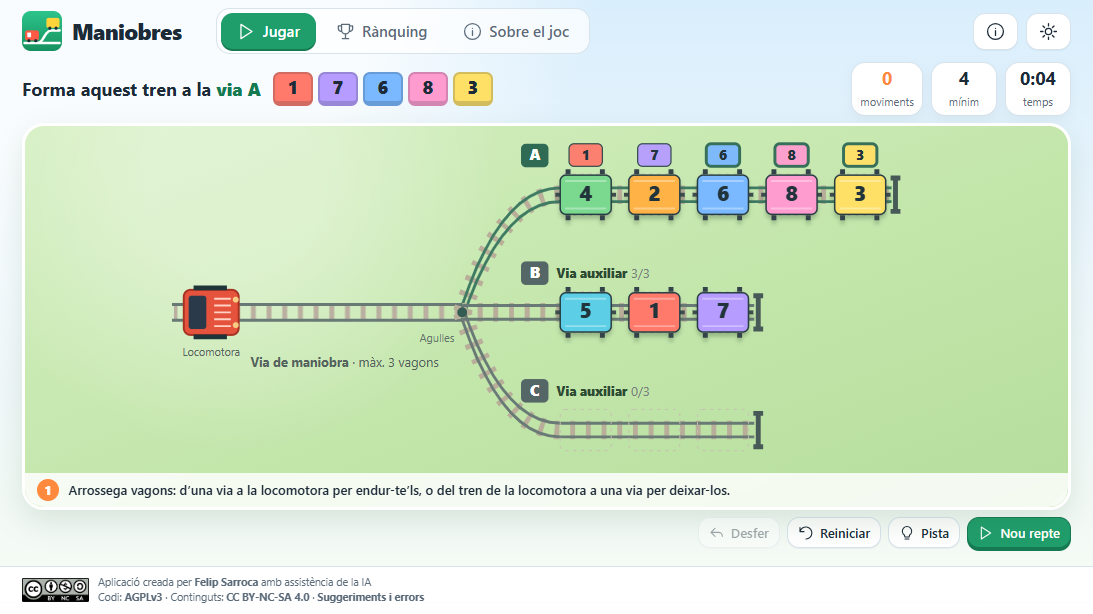 Maniobres
Jugar
Rànquing
Sobre el joc
Forma aquest tren a la via A
1 7 6 8 3
0 moviments
4 mínim
0:04 temps
A
1 7 6 8 3
4 2 6 8 3
B Via auxiliar 3/3
5 1 7
Locomotora
Agulles
Via de maniobra · màx. 3 vagons
C Via auxiliar 0/3
1 Arrossega vagons: d’una via a la locomotora per endur-te’ls, o del tren de la locomotora a una via per deixar-los.
Desfer
Reiniciar
Pista
Nou repte
cc BY NC SA
Aplicació creada per Felip Sarroca amb assistència de la IA
Codi: AGPLv3 · Continguts: CC BY-NC-SA 4.0 · Suggeriments i errors